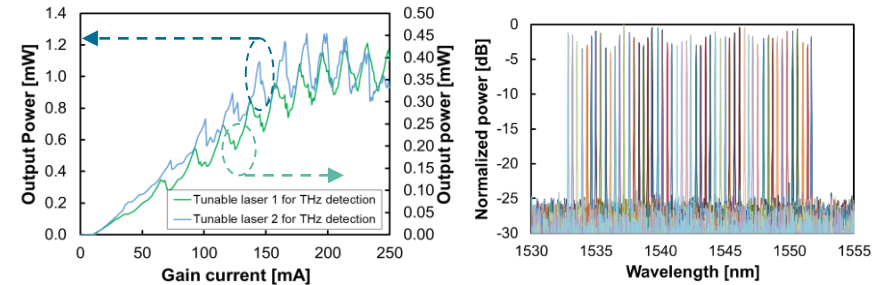 1.4
1.2
1.0
0.8
0.6
0.4
0.2
0.0
Output Power [mW]
0.50
0.45
0.40
0.35
0.30
0.25
0.20
0.15
0.10
0.05
0.00
Output power [mW]
Tunable laser 1 for THz detection
Tunable laser 2 for THz detection
0 50 100 150 200 250
Gain current [mA]
0
-5
-10
-15
-20
-25
-30
Normalized power [dB]
1530 1535 1540 1545 1550 1555
Wavelength [nm]